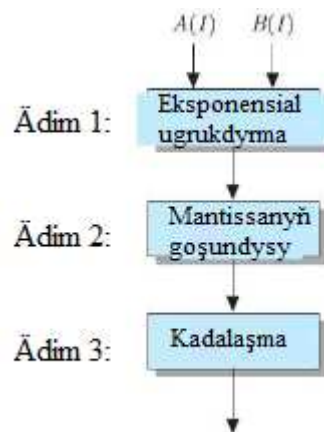 A(I) B(I)
Ädim 1:
Eksponensial
ugrukdyrma
Ädim 2:
Mantissanyň
goşundysy
Ädim 3:
Kadalaşma